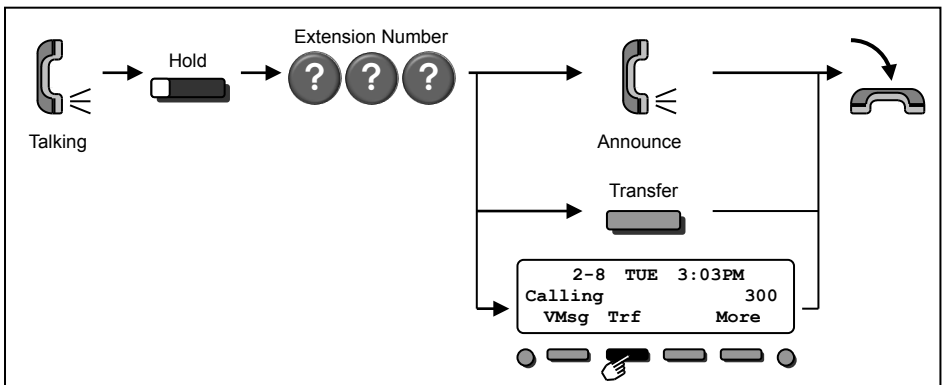 Extension Number
Hold
? ? ?
Talking
Announce
Transfer
2-8 TUE 3:03PM
Calling 300
VMsg Trf More